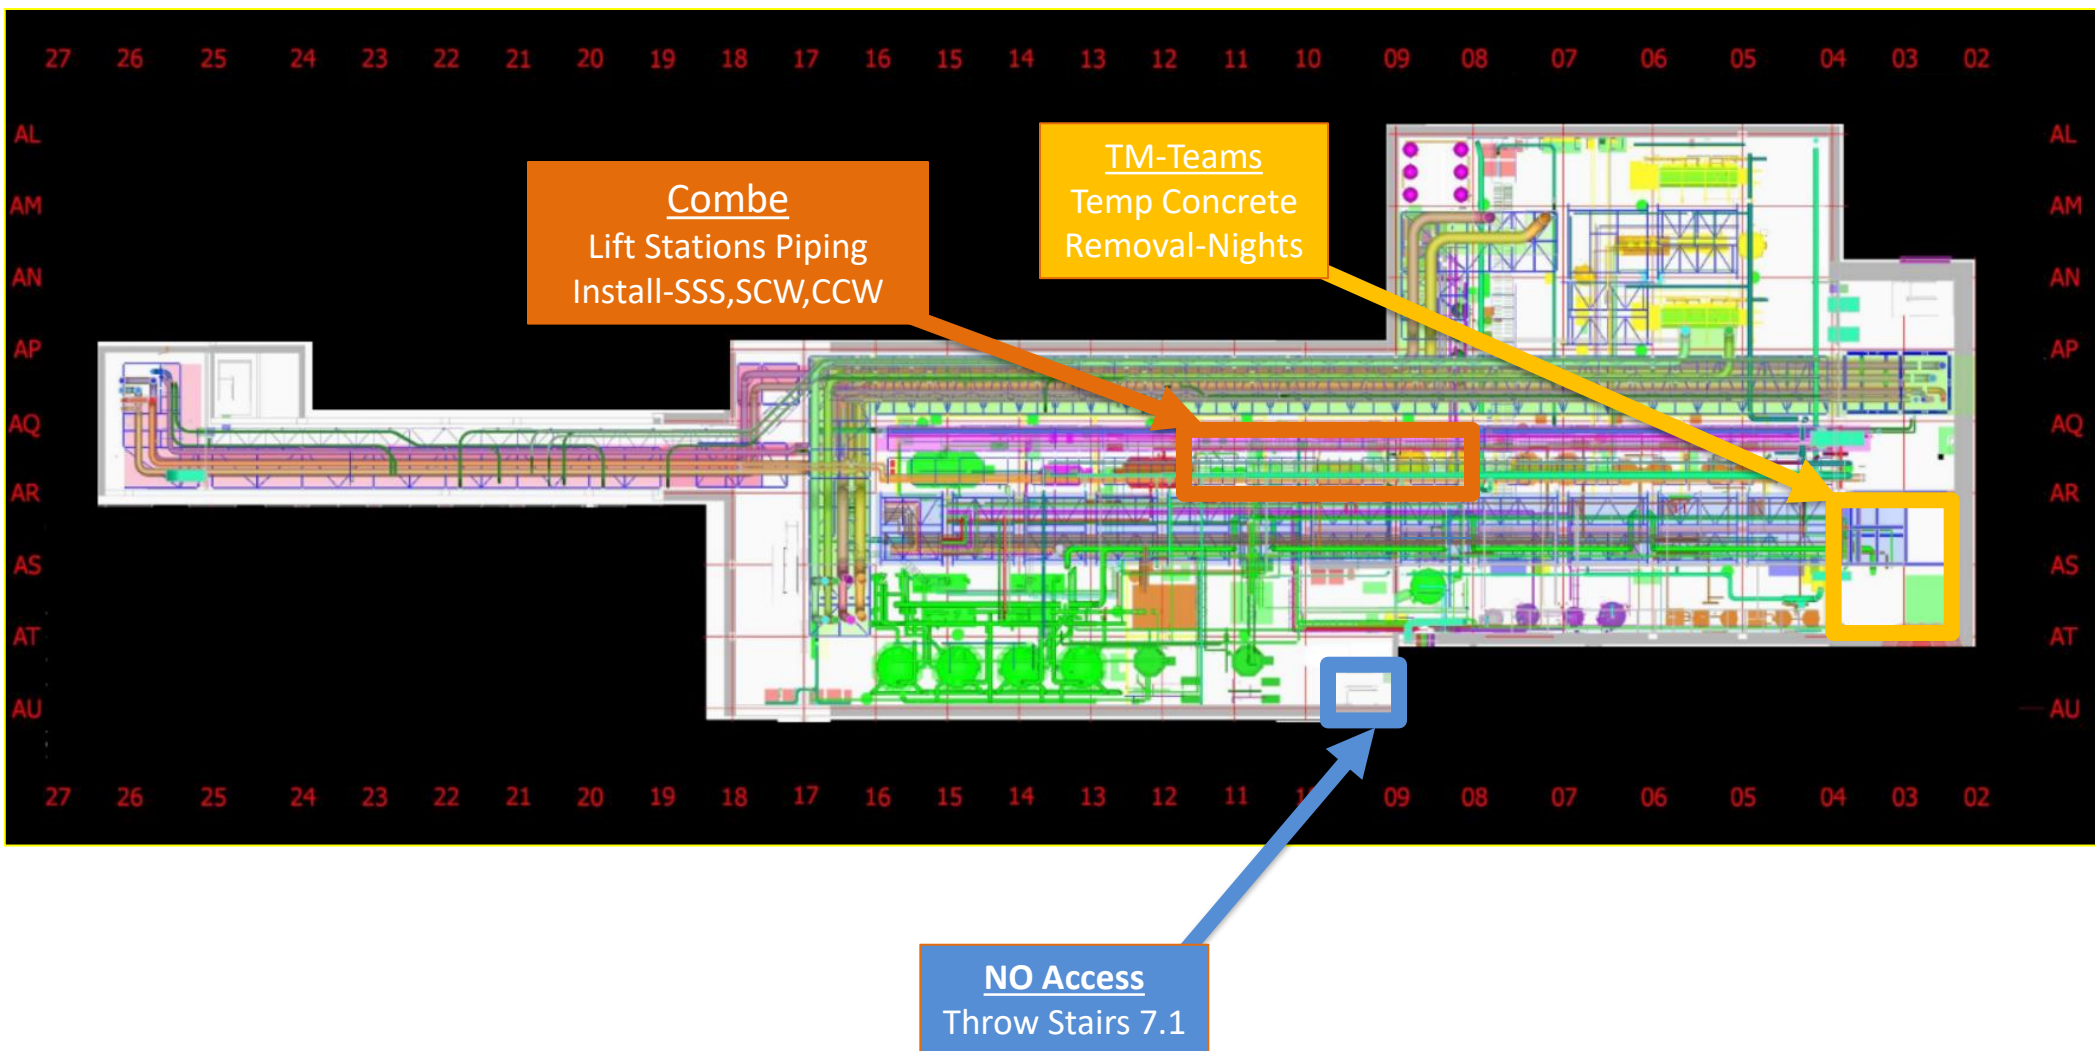 27 26 25 24 23 22 21 20 19 18 17 16 15 14 13 12 11 10 09 08 07 06 05 04 03 02
AL AL
TM-Teams
Temp Concrete
Removal-Nights
Combe
Lift Stations Piping
Install-SSS,SCW,CCW
AM AM
AN AN
AP AP
AQ AQ
AR AR
AS AS
AT AT
AU AU
27 26 25 24 23 22 21 20 19 18 17 16 15 14 13 12 11 09 08 07 06 05 04 03 02
NO Access
Throw Stairs 7.1